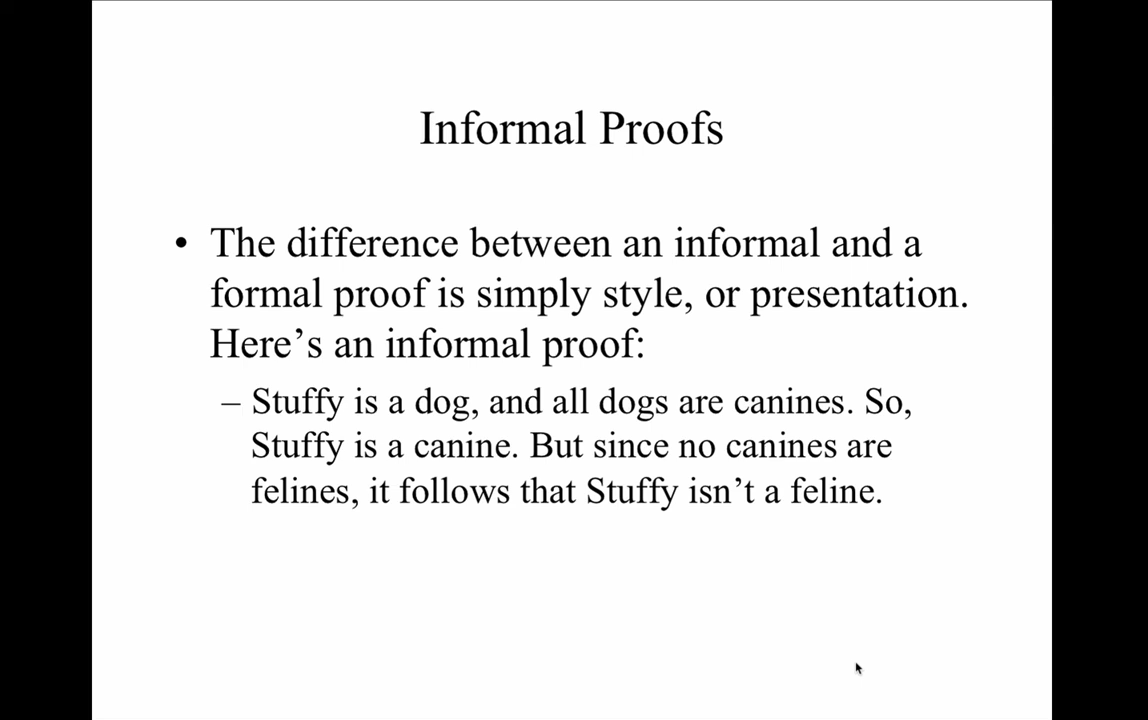 Informal Proofs
• The difference between an informal and a
formal proof is simply style, or presentation.
Here’s an informal proof:
– Stuffy is a dog, and all dogs are canines. So,
Stuffy is a canine. But since no canines are
felines, it follows that Stuffy isn’t a feline.